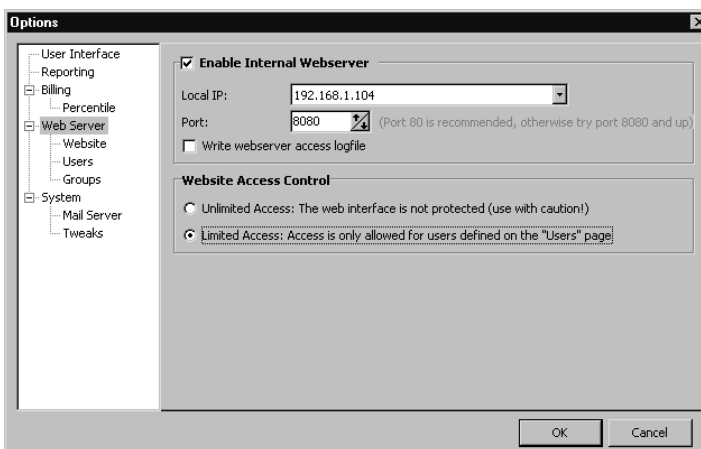 Options
User Interface
Reporting
Billing
Percentile
Web Server
Website
Users
Groups
System
Mail Server
Tweaks
Enable Internal Webserver
Local IP: 192.168.1.104
Port: 8080 (Port 80 is recommended, otherwise try port 8080 and up)
Write webserver access logfile
Website Access Control
Unlimited Access: The web interface is not protected (use with caution!)
Limited Access: Access is only allowed for users defined on the "Users" page
OK Cancel